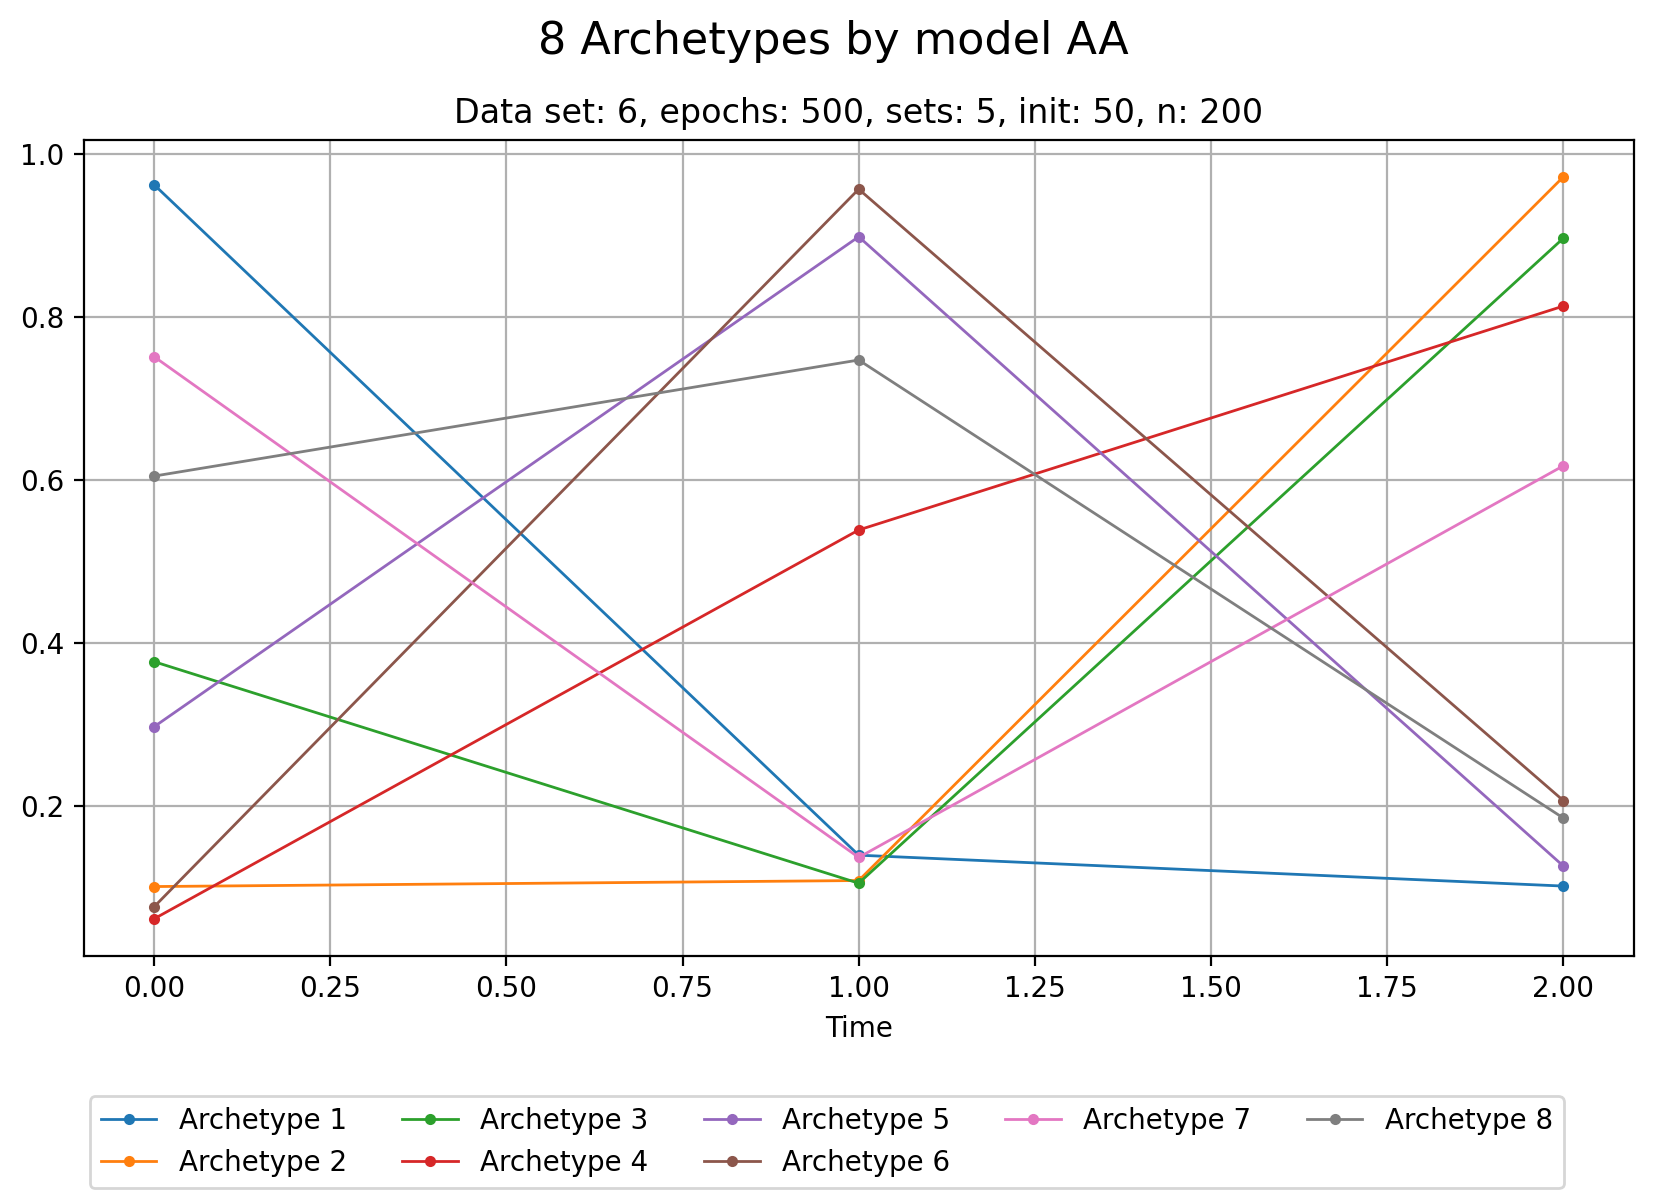 8 Archetypes by model AA
Data set: 6, epochs: 500, sets: 5, init: 50, n: 200
1.0
0.8
0.6
0.4
0.2
0.00 0.25 0.50 0.75 1.00 1.25 1.50 1.75 2.00
Time
Archetype 1 Archetype 3 Archetype 5 Archetype 7 Archetype 8
Archetype 2 Archetype 4 Archetype 6